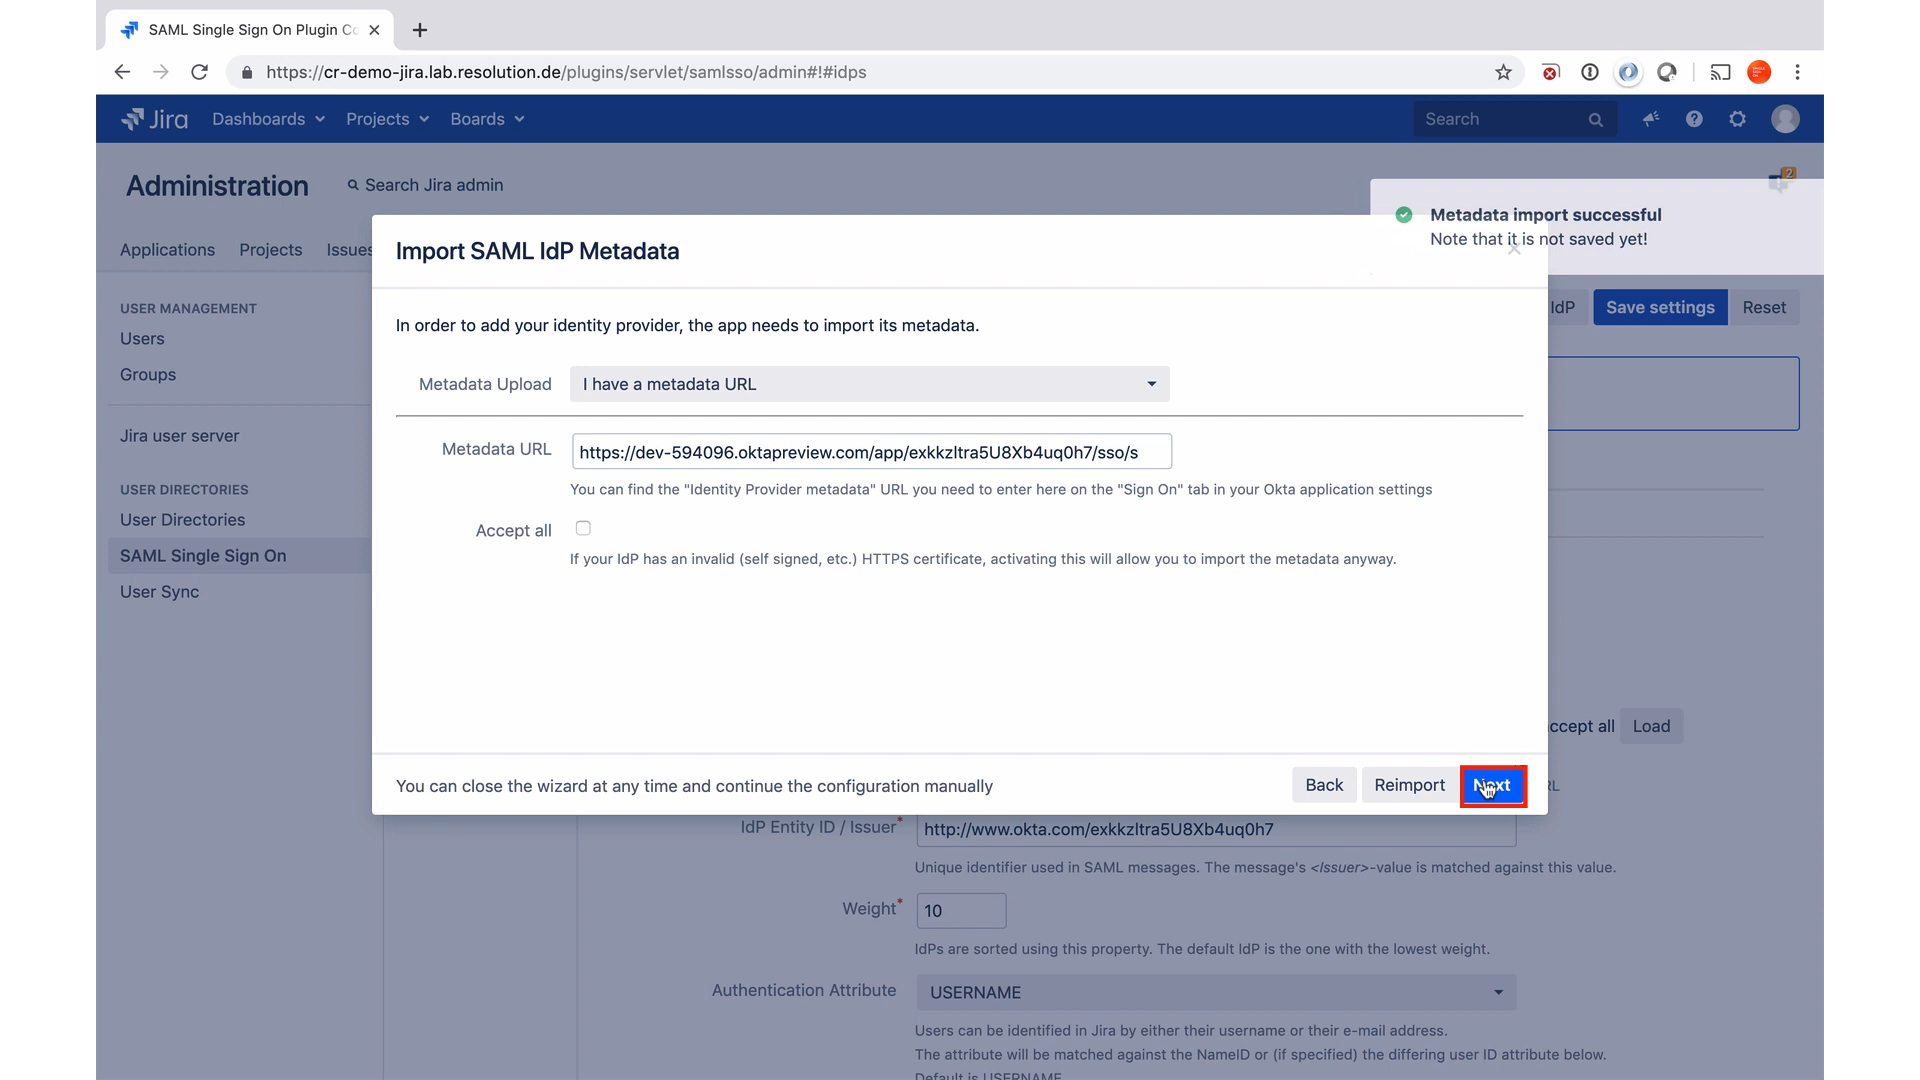 SAML Single Sign On Plugin Co
https://cr-demo-jira.lab.resolution.de/plugins/servlet/samlsso/admin#!#idps
Jira Dashboards Projects Boards Search
Administration Search Jira admin
2
Metadata import successful
Note that it is not saved yet!
Applications Projects Issues
Import SAML IdP Metadata
IdP Save settings Reset
USER MANAGEMENT
Users
Groups
Jira user server
USER DIRECTORIES
User Directories
SAML Single Sign On
User Sync
In order to add your identity provider, the app needs to import its metadata.
Metadata Upload I have a metadata URL
Metadata URL https://dev-594096.oktapreview.com/app/exkkzltra5U8Xb4uq0h7/sso/s
You can find the "Identity Provider metadata" URL you need to enter here on the "Sign On" tab in your Okta application settings
Accept all
If your IdP has an invalid (self signed, etc.) HTTPS certificate, activating this will allow you to import the metadata anyway.
ccept all Load
You can close the wizard at any time and continue the configuration manually
Back Reimport Next
RL
IdP Entity ID / Issuer* http://www.okta.com/exkkzltra5U8Xb4uq0h7
Unique identifier used in SAML messages. The message's <Issuer>-value is matched against this value.
Weight* 10
IdPs are sorted using this property. The default IdP is the one with the lowest weight.
Authentication Attribute USERNAME
Users can be identified in Jira by either their username or their e-mail address.
The attribute will be matched against the NameID or (if specified) the differing user ID attribute below.
Default is USERNAME